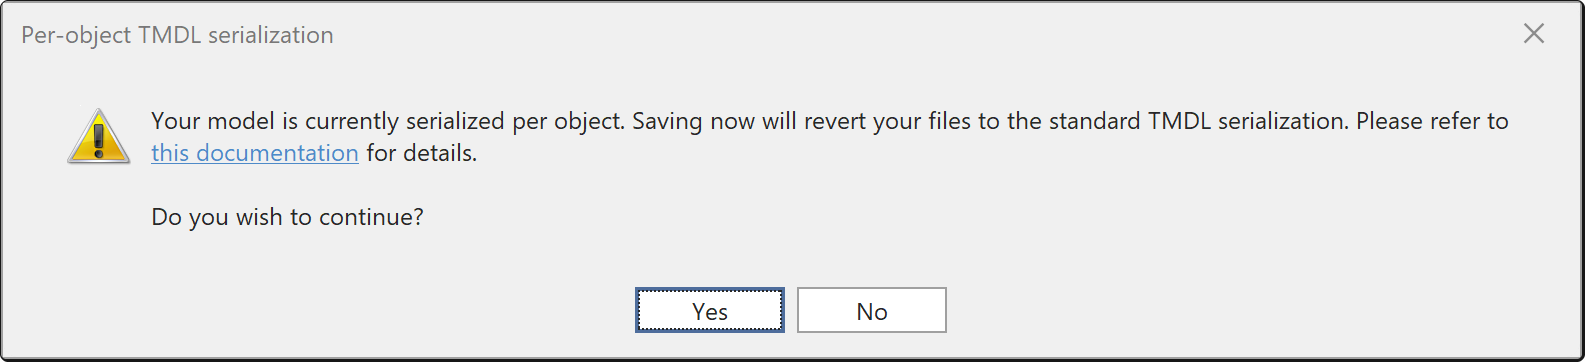 Per-object TMDL serialization
Your model is currently serialized per object. Saving now will revert your files to the standard TMDL serialization. Please refer to
this documentation for details.
Do you wish to continue?
Yes
No